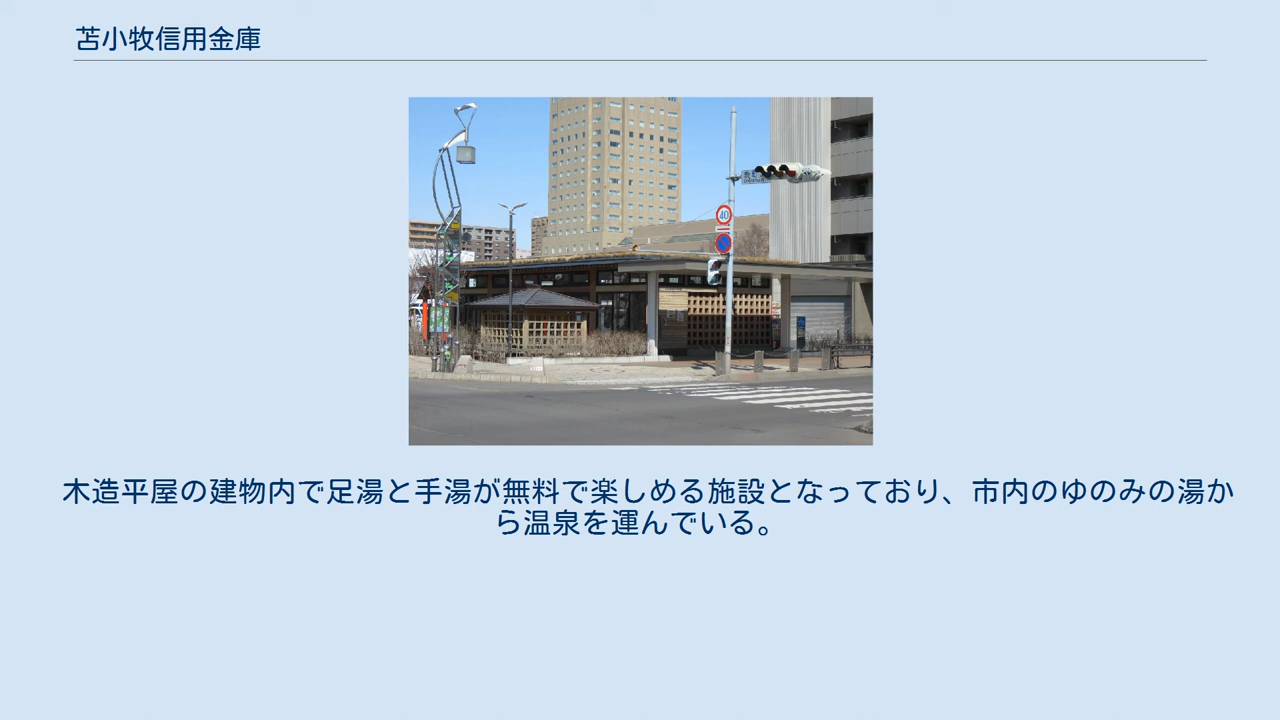 苫小牧信用金庫
40
木造平屋の建物内で足湯と手湯が無料で楽しめる施設となっており、市内のゆのみの湯か
ら温泉を運んでいる。